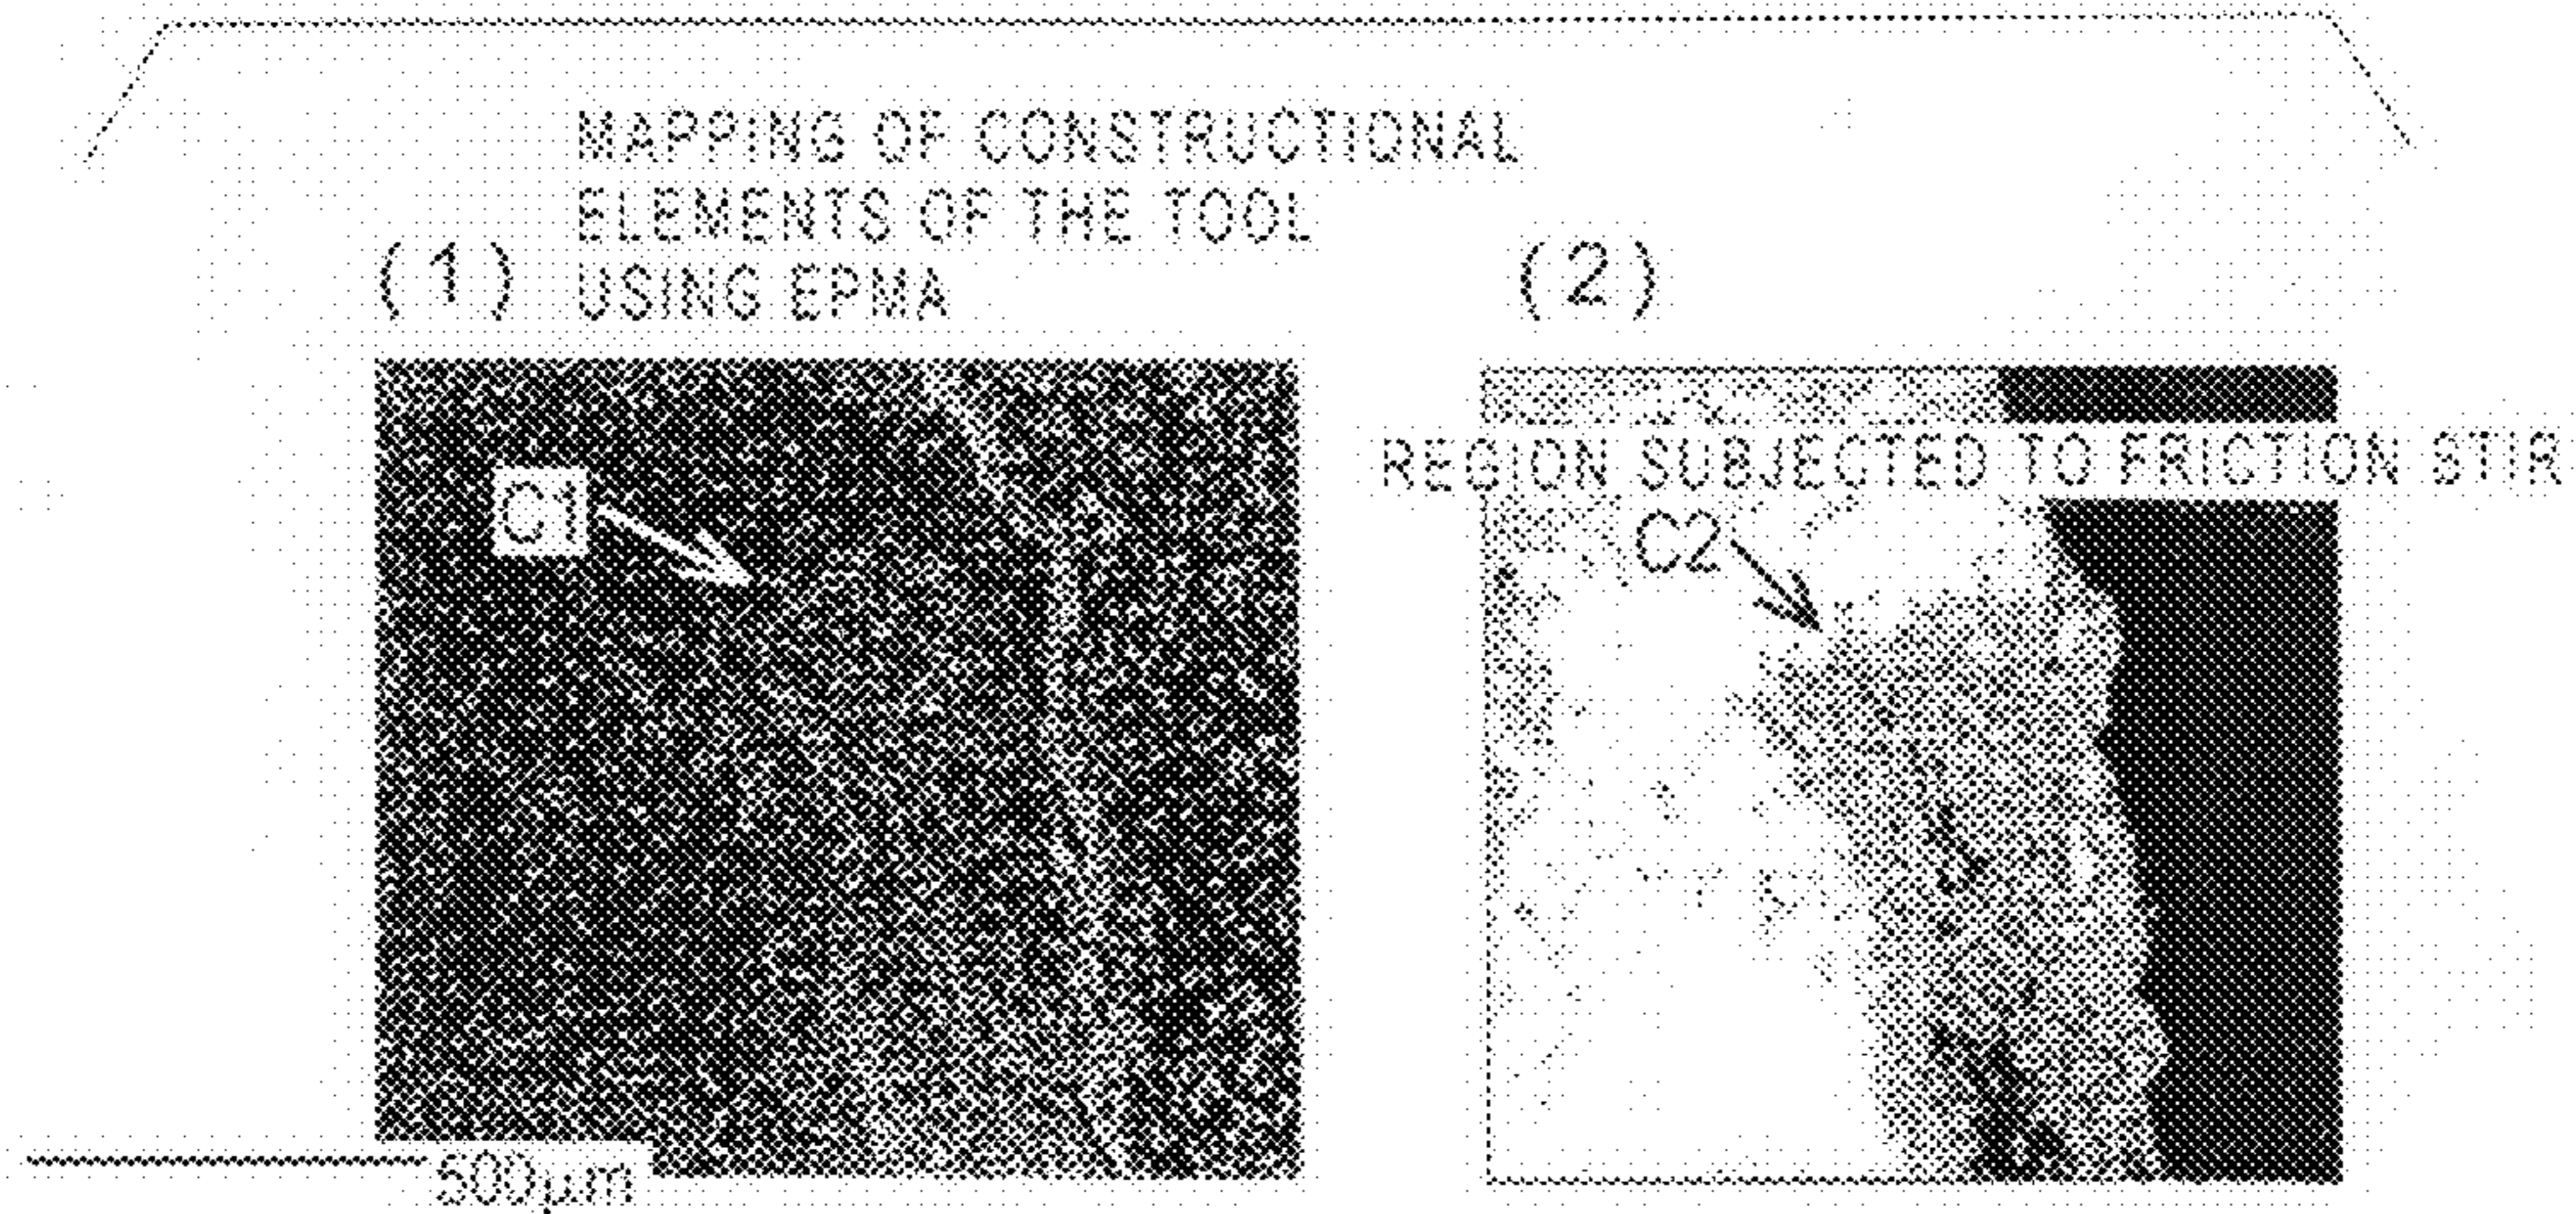 MAPPING OF CONSTRUCTIONAL
ELEMENTS OF THE TOOL
USING EPMA
(1)
(2)
REGION SUBJECTED TO FRICTION STIR
C1
C2
500μm